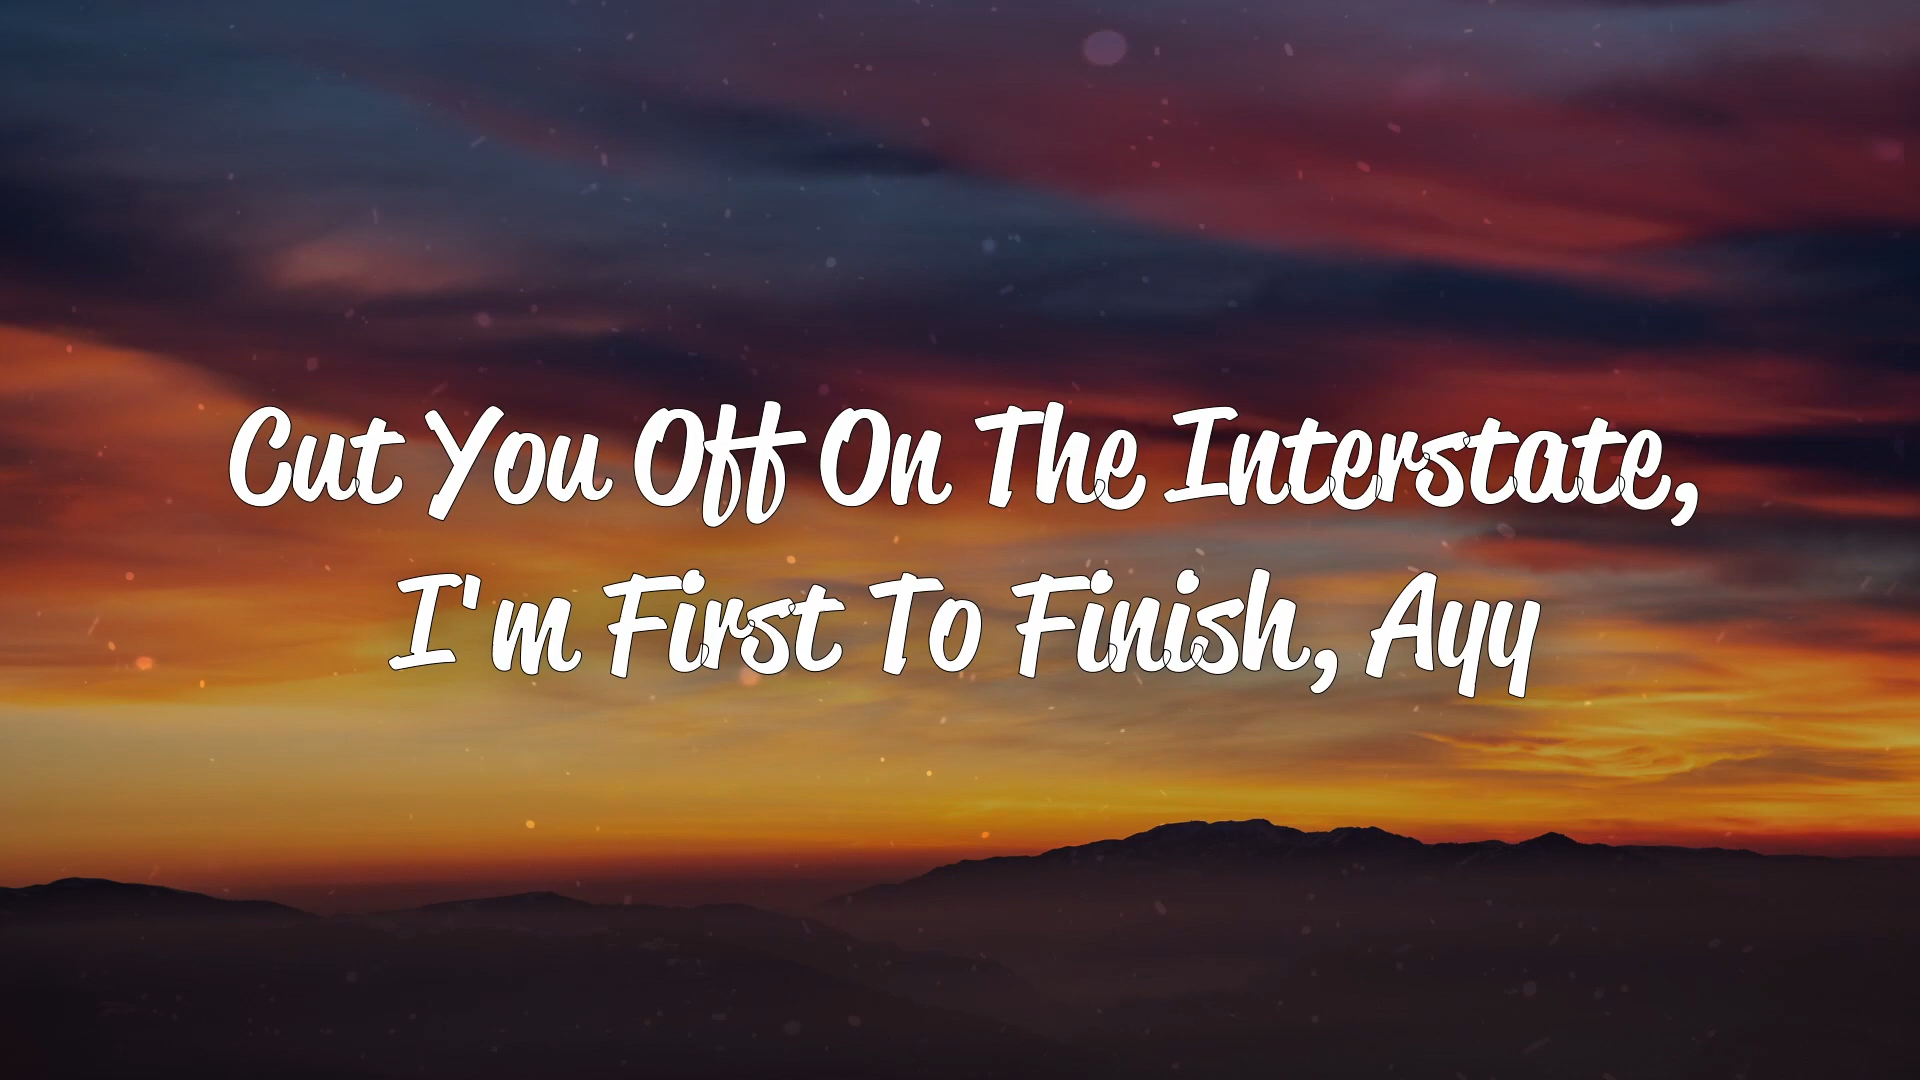 Cut You Off On The Interstate,
I'm First To Finish, Ayy